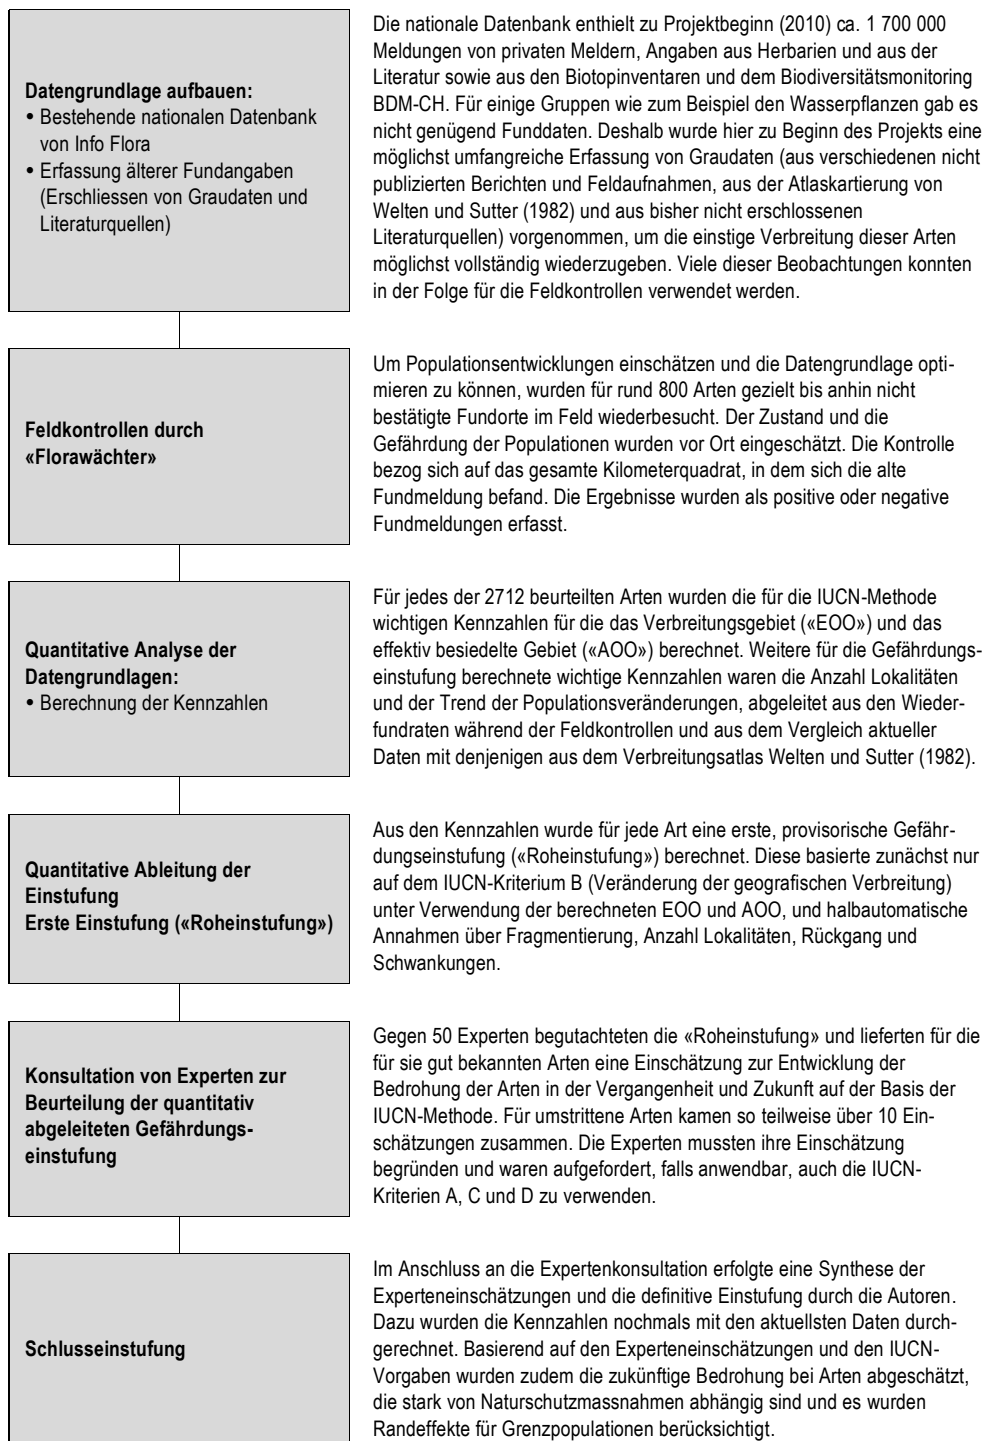 Datengrundlage aufbauen:
• Bestehende nationalen Datenbank
von Info Flora
• Erfassung älterer Fundangaben
(Erschliessen von Graudaten und
Literaturquellen)
Die nationale Datenbank enthielt zu Projektbeginn (2010) ca. 1 700 000
Meldungen von privaten Meldern, Angaben aus Herbarien und aus der
Literatur sowie aus den Biotopinventaren und dem Biodiversitätsmonitoring
BDM-CH. Für einige Gruppen wie zum Beispiel den Wasserpflanzen gab es
nicht genügend Funddaten. Deshalb wurde hier zu Beginn des Projekts eine
möglichst umfangreiche Erfassung von Graudaten (aus verschiedenen nicht
publizierten Berichten und Feldaufnahmen, aus der Atlaskartierung von
Welten und Sutter (1982) und aus bisher nicht erschlossenen
Literaturquellen) vorgenommen, um die einstige Verbreitung dieser Arten
möglichst vollständig wiederzugeben. Viele dieser Beobachtungen konnten
in der Folge für die Feldkontrollen verwendet werden.
Feldkontrollen durch
«Florawächter»
Um Populationsentwicklungen einschätzen und die Datengrundlage opti-
mieren zu können, wurden für rund 800 Arten gezielt bis anhin nicht
bestätigte Fundorte im Feld wiederbesucht. Der Zustand und die
Gefährdung der Populationen wurden vor Ort eingeschätzt. Die Kontrolle
bezog sich auf das gesamte Kilometerquadrat, in dem sich die alte
Fundmeldung befand. Die Ergebnisse wurden als positive oder negative
Fundmeldungen erfasst.
Quantitative Analyse der
Datengrundlagen:
• Berechnung der Kennzahlen
Für jedes der 2712 beurteilten Arten wurden die für die IUCN-Methode
wichtigen Kennzahlen für die das Verbreitungsgebiet («EOO») und das
effektiv besiedelte Gebiet («AOO») berechnet. Weitere für die Gefährdungs-
einstufung berechnete wichtige Kennzahlen waren die Anzahl Lokalitäten
und der Trend der Populationsveränderungen, abgeleitet aus den Wieder-
fundraten während der Feldkontrollen und aus dem Vergleich aktueller
Daten mit denjenigen aus dem Verbreitungsatlas Welten und Sutter (1982).
Quantitative Ableitung der
Einstufung
Erste Einstufung («Roheinstufung»)
Aus den Kennzahlen wurde für jede Art eine erste, provisorische Gefähr-
dungseinstufung («Roheinstufung») berechnet. Diese basierte zunächst nur
auf dem IUCN-Kriterium B (Veränderung der geografischen Verbreitung)
unter Verwendung der berechneten EOO und AOO, und halbautomatische
Annahmen über Fragmentierung, Anzahl Lokalitäten, Rückgang und
Schwankungen.
Konsultation von Experten zur
Beurteilung der quantitativ
abgeleiteten Gefährdungs-
einstufung
Gegen 50 Experten begutachteten die «Roheinstufung» und lieferten für die
für sie gut bekannten Arten eine Einschätzung zur Entwicklung der
Bedrohung der Arten in der Vergangenheit und Zukunft auf der Basis der
IUCN-Methode. Für umstrittene Arten kamen so teilweise über 10 Ein-
schätzungen zusammen. Die Experten mussten ihre Einschätzung
begründen und waren aufgefordert, falls anwendbar, auch die IUCN-
Kriterien A, C und D zu verwenden.
Schlusseinstufung
Im Anschluss an die Expertenkonsultation erfolgte eine Synthese der
Experteneinschätzungen und die definitive Einstufung durch die Autoren.
Dazu wurden die Kennzahlen nochmals mit den aktuellsten Daten durch-
gerechnet. Basierend auf den Experteneinschätzungen und den IUCN-
Vorgaben wurden zudem die zukünftige Bedrohung bei Arten abgeschätzt,
die stark von Naturschutzmassnahmen abhängig sind und es wurden
Randeffekte für Grenzpopulationen berücksichtigt.